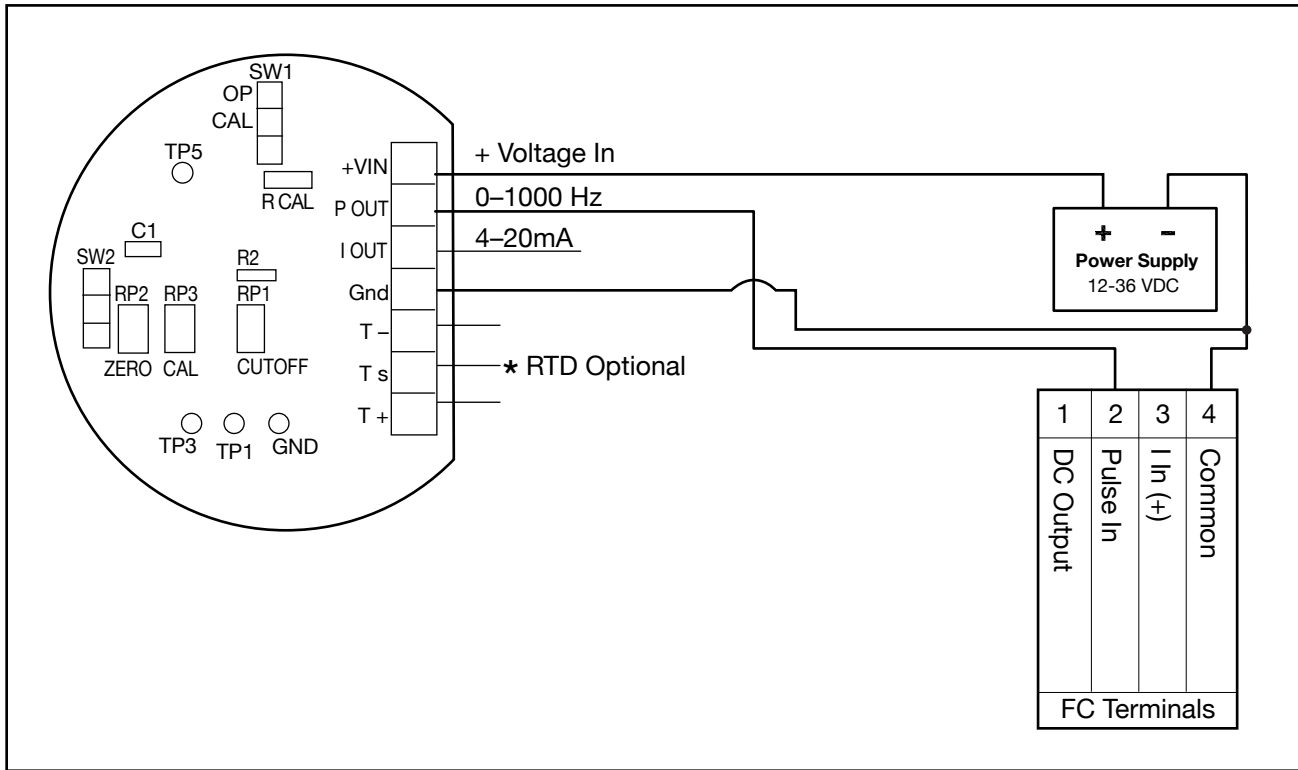 SW1
OP
CAL
TP5
R CAL
C1
SW2
R2
RP2
RP3
RP1
ZERO
CAL
CUTOFF
TP3
TP1
GND
+VIN
P OUT
I OUT
Gnd
T –
T s
T +
+ Voltage In
0–1000 Hz
4–20mA
* RTD Optional
+ –
Power Supply
12-36 VDC
1 2 3 4
DC Output
Pulse In
I In (+)
Common
FC Terminals